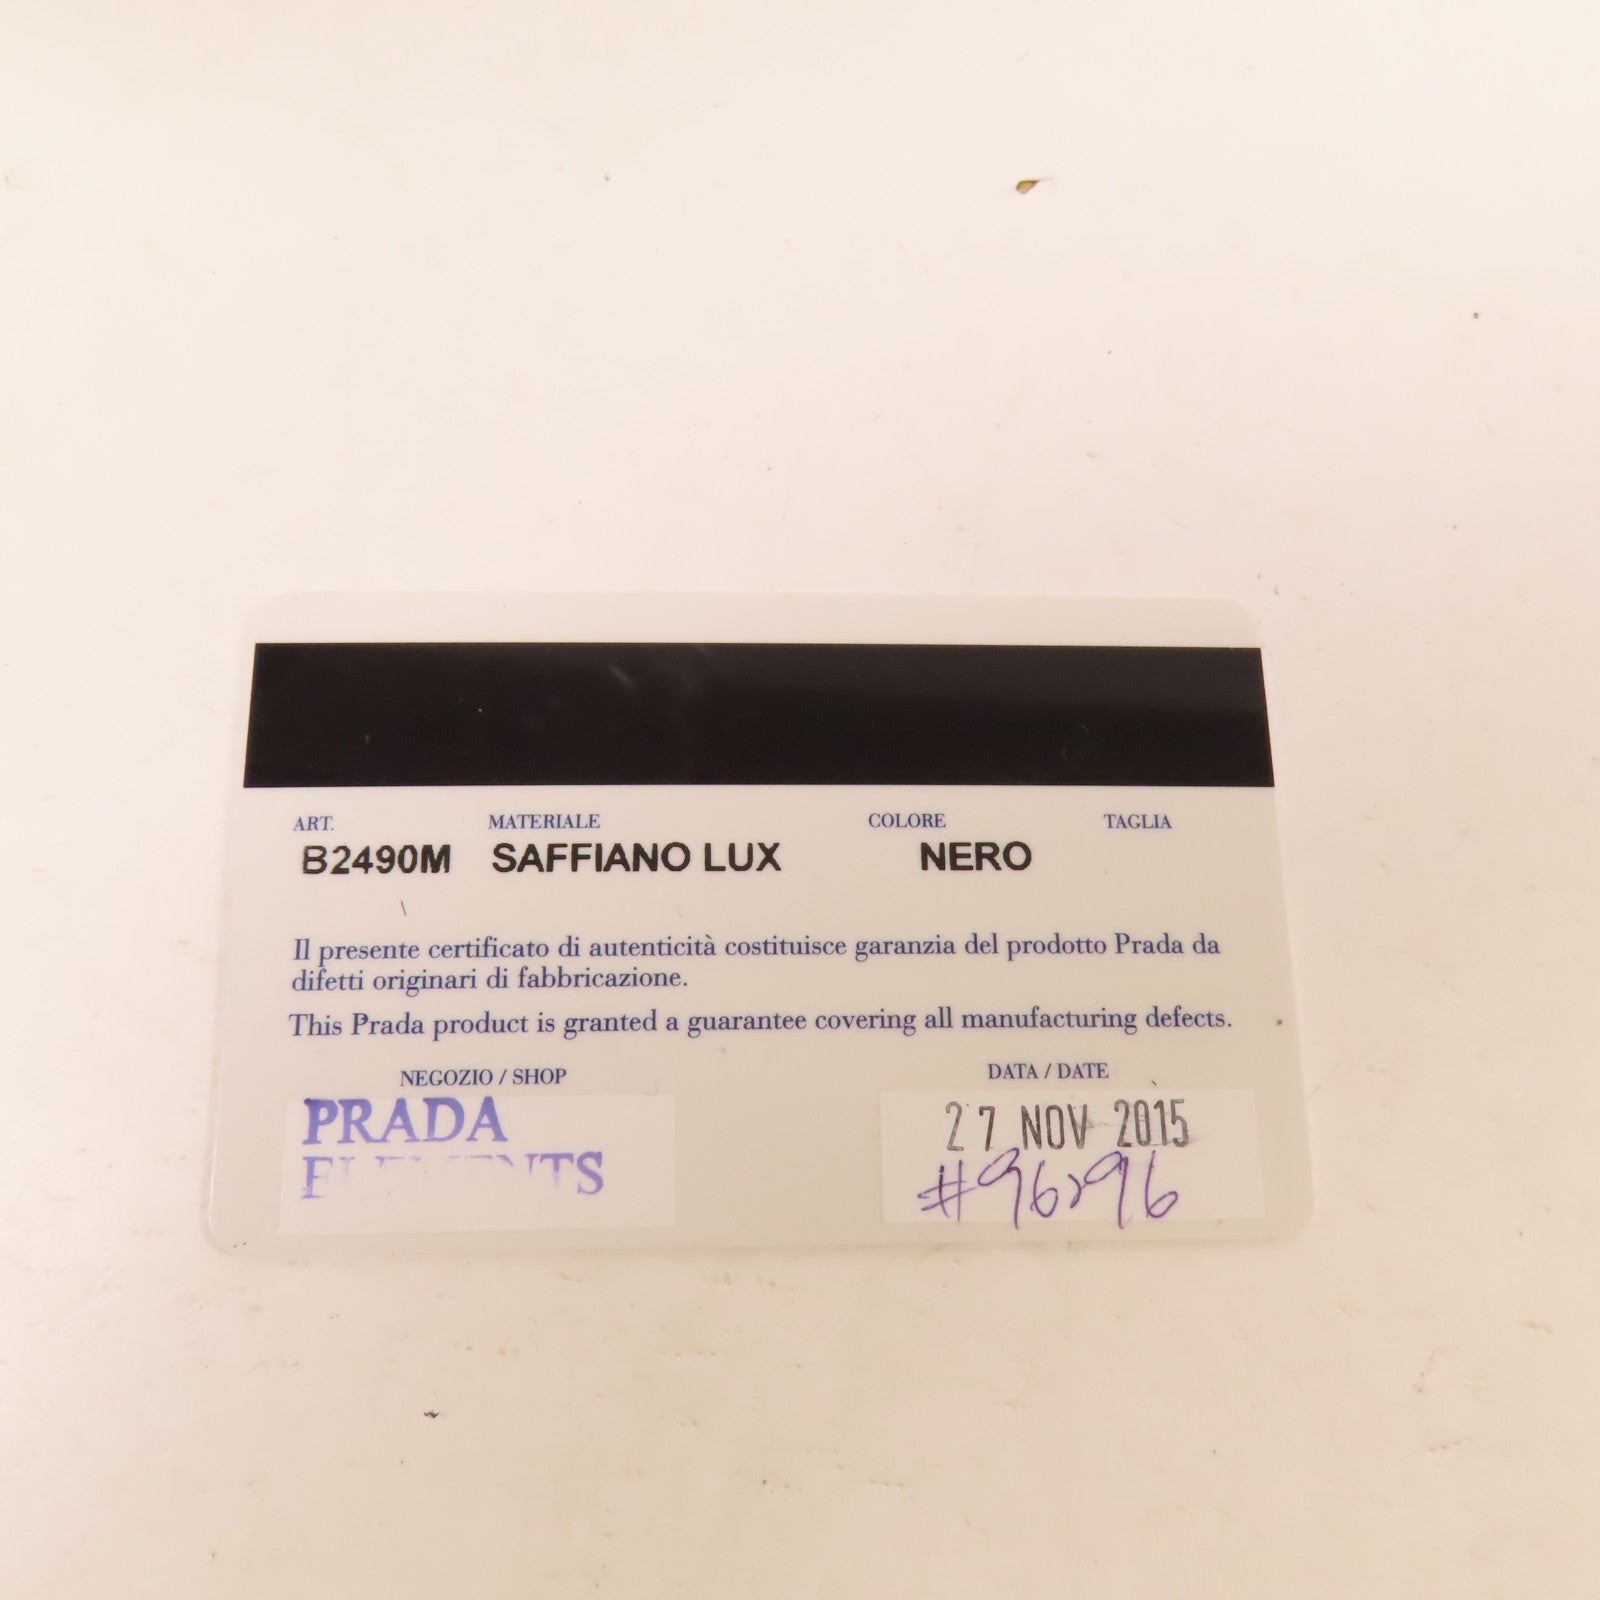 ART. MATERIALE COLORE TAGLIA
B2490M SAFFIANO LUX NERO
Il presente certificato di autenticità costituisce garanzia del prodotto Prada da
difetti originari di fabbricazione.
This Prada product is granted a guarantee covering all manufacturing defects.
NEGOZIO / SHOP DATA / DATE
PRADA 27 NOV 2015
ELEMENTS #96296